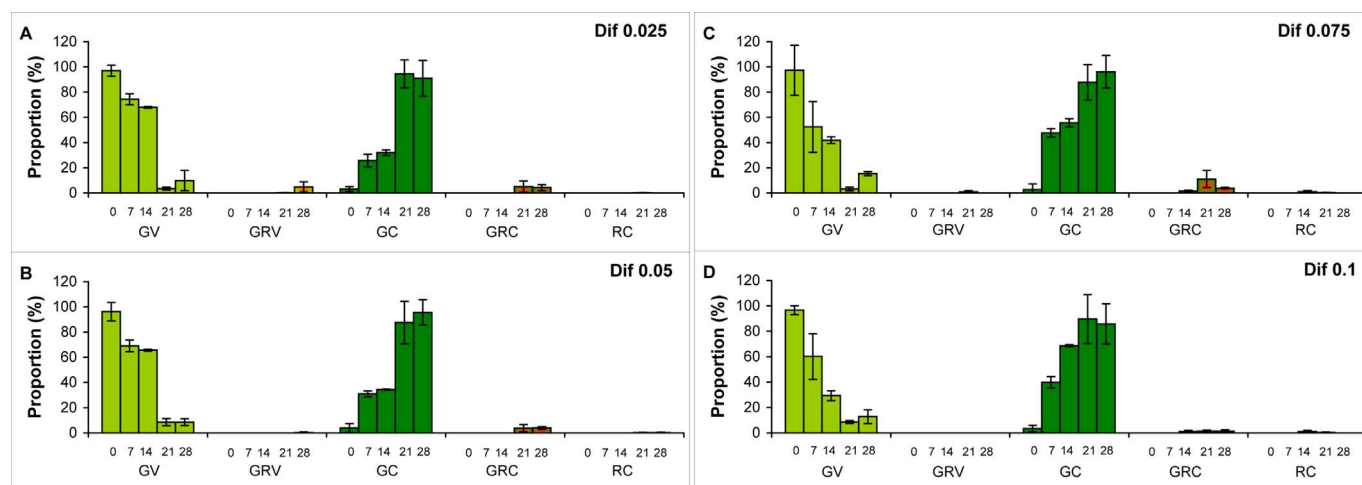 A
Dif 0.025
Proportion (%)
120
100
80
60
40
20
0
0 7 14 21 28 0 7 14 21 28 0 7 14 21 28 0 7 14 21 28 0 7 14 21 28
GV GRV GC GRC RC
B
Dif 0.05
Proportion (%)
120
100
80
60
40
20
0
0 7 14 21 28 0 7 14 21 28 0 7 14 21 28 0 7 14 21 28 0 7 14 21 28
GV GRV GC GRC RC
C
Dif 0.075
Proportion (%)
120
100
80
60
40
20
0
0 7 14 21 28 0 7 14 21 28 0 7 14 21 28 0 7 14 21 28 0 7 14 21 28
GV GRV GC GRC RC
D
Dif 0.1
Proportion (%)
120
100
80
60
40
20
0
0 7 14 21 28 0 7 14 21 28 0 7 14 21 28 0 7 14 21 28 0 7 14 21 28
GV GRV GC GRC RC